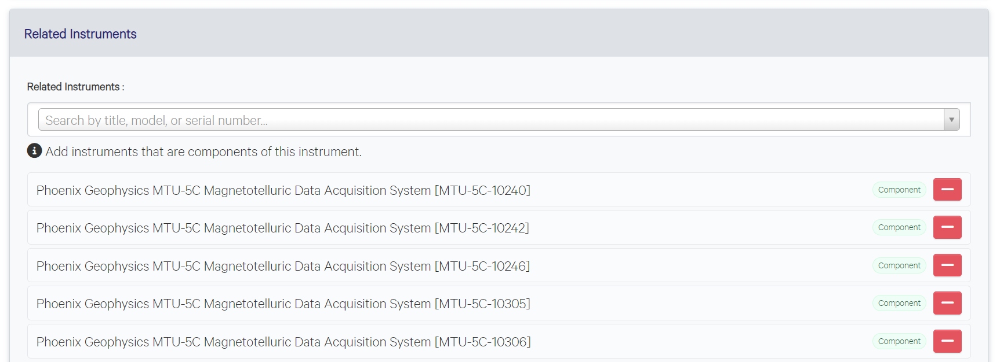 Related Instruments
Related Instruments :
Search by title, model, or serial number...
Add instruments that are components of this instrument.
Phoenix Geophysics MTU-5C Magnetotelluric Data Acquisition System [MTU-5C-10240] Component
Phoenix Geophysics MTU-5C Magnetotelluric Data Acquisition System [MTU-5C-10242] Component
Phoenix Geophysics MTU-5C Magnetotelluric Data Acquisition System [MTU-5C-10246] Component
Phoenix Geophysics MTU-5C Magnetotelluric Data Acquisition System [MTU-5C-10305] Component
Phoenix Geophysics MTU-5C Magnetotelluric Data Acquisition System [MTU-5C-10306] Component